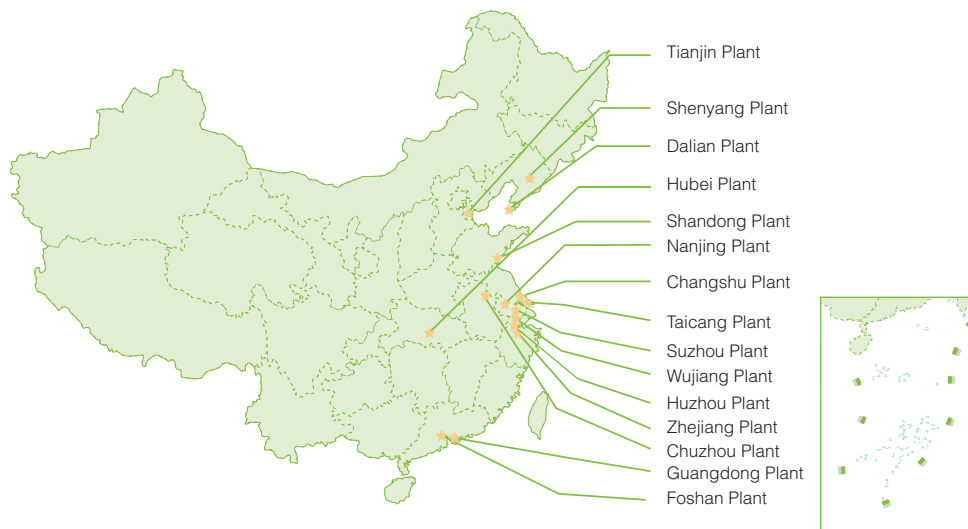 Tianjin Plant
Shenyang Plant
Dalian Plant
Hubei Plant
Shandong Plant
Nanjing Plant
Changshu Plant
Taicang Plant
Suzhou Plant
Wujiang Plant
Huzhou Plant
Zhejiang Plant
Chuzhou Plant
Guangdong Plant
Foshan Plant